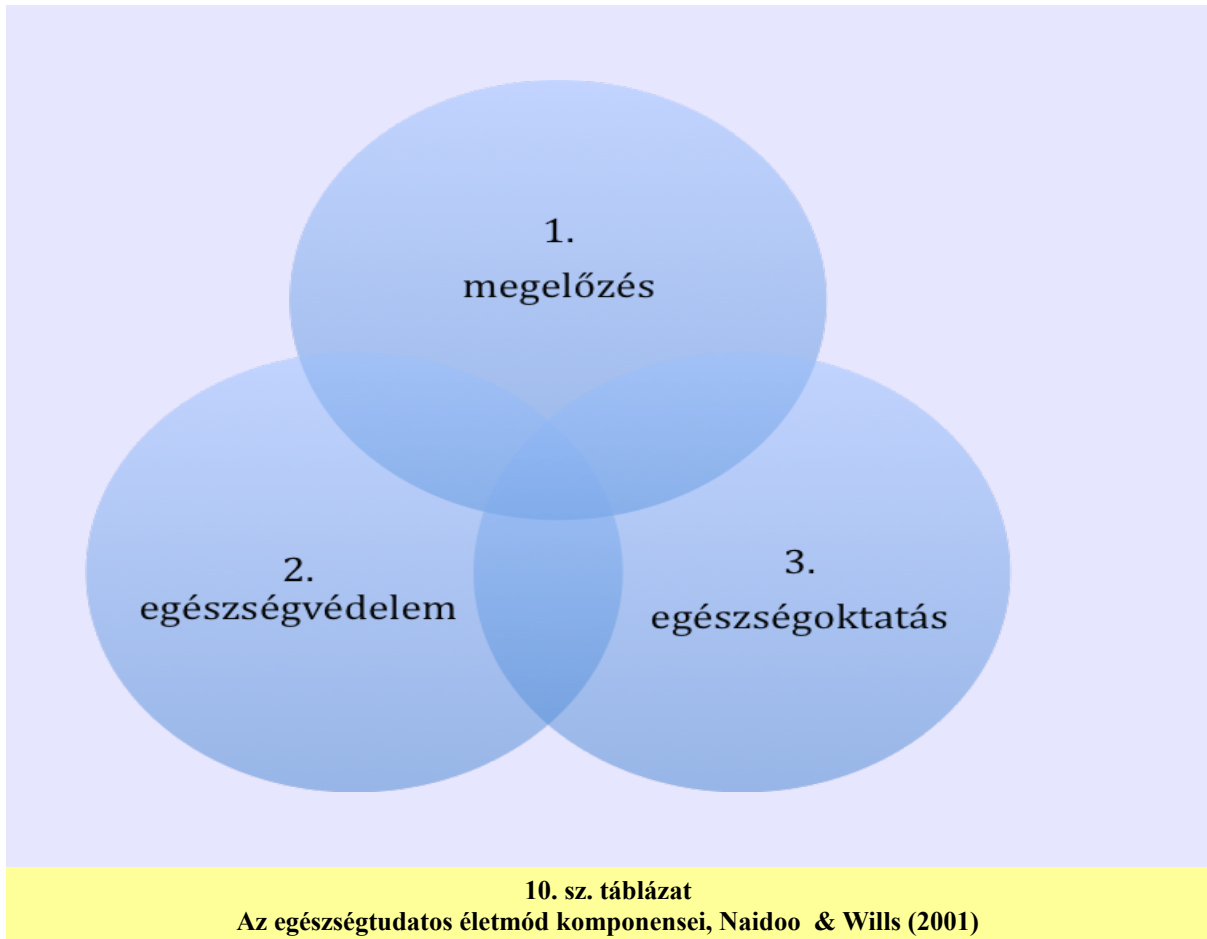 1.
megelőzés
2.
egészségvédelem
3.
egészségoktatás
10. sz. táblázat
Az egészségtudatos életmód komponensei, Naidoo & Wills (2001)